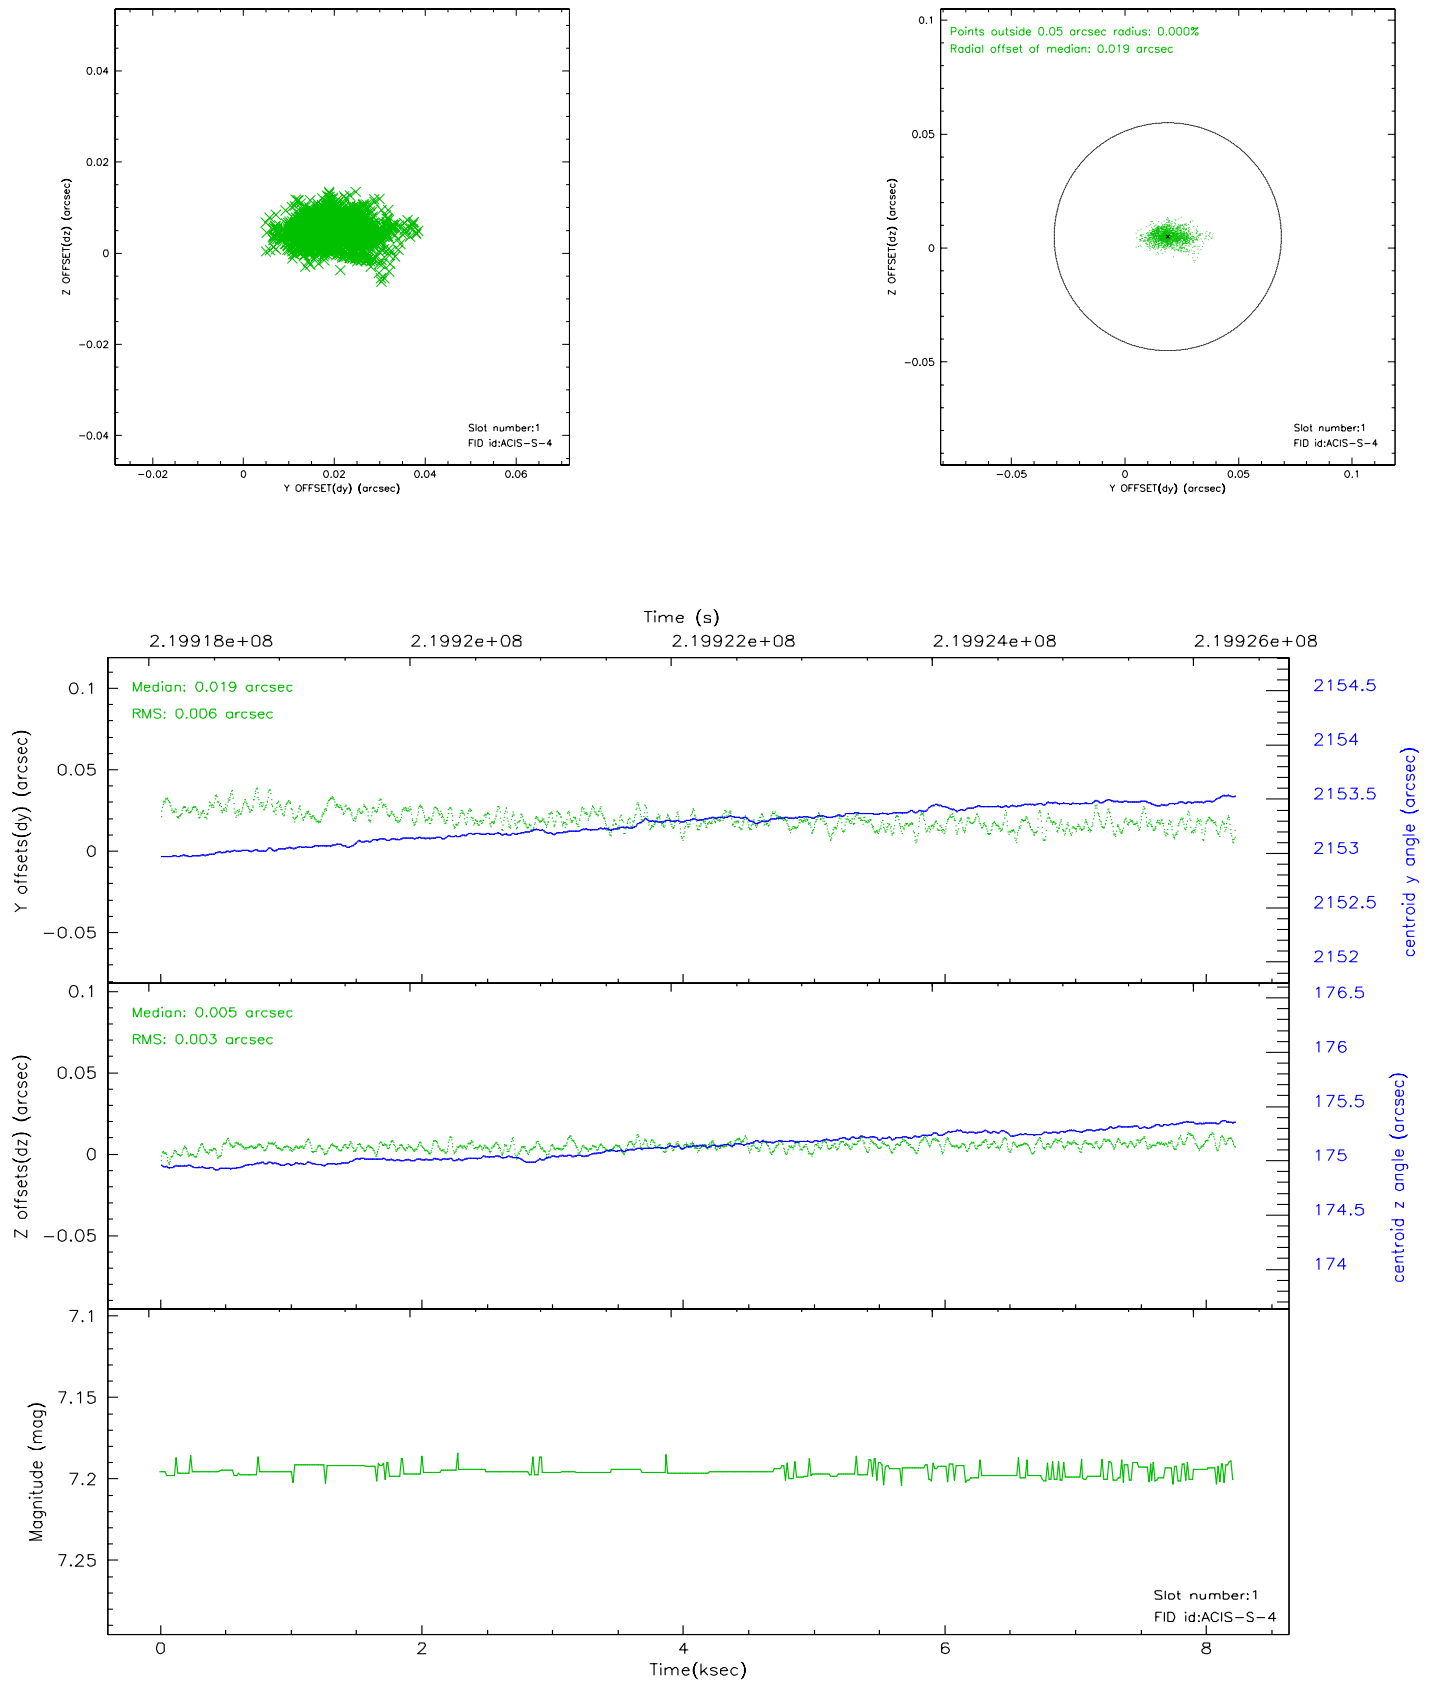 0.04
0.02
0
−0.02
−0.04
Z OFFSET(dz) (arcsec)
Slot number:1
FID id:ACIS−S−4
−0.02 0 0.02 0.04 0.06
Y OFFSET(dy) (arcsec)
Points outside 0.05 arcsec radius: 0.000%
Radial offset of median: 0.019 arcsec
0.1
0.05
0
−0.05
Z OFFSET(dz) (arcsec)
Slot number:1
FID id:ACIS−S−4
−0.05 0 0.05 0.1
Y OFFSET(dy) (arcsec)
Time (s)
2.19918e+08 2.1992e+08 2.19922e+08 2.19924e+08 2.19926e+08
Median: 0.019 arcsec
RMS: 0.006 arcsec
0.1
0.05
0
−0.05
Y offsets(dy) (arcsec)
2154.5
2154
2153.5
2153
2152.5
2152
centroid y angle (arcsec)
Median: 0.005 arcsec
RMS: 0.003 arcsec
0.1
0.05
0
−0.05
Z offsets(dz) (arcsec)
176.5
176
175.5
175
174.5
174
centroid z angle (arcsec)
7.1
7.15
7.2
7.25
Magnitude (mag)
Slot number:1
FID id:ACIS−S−4
0 2 4 6 8
Time(ksec)